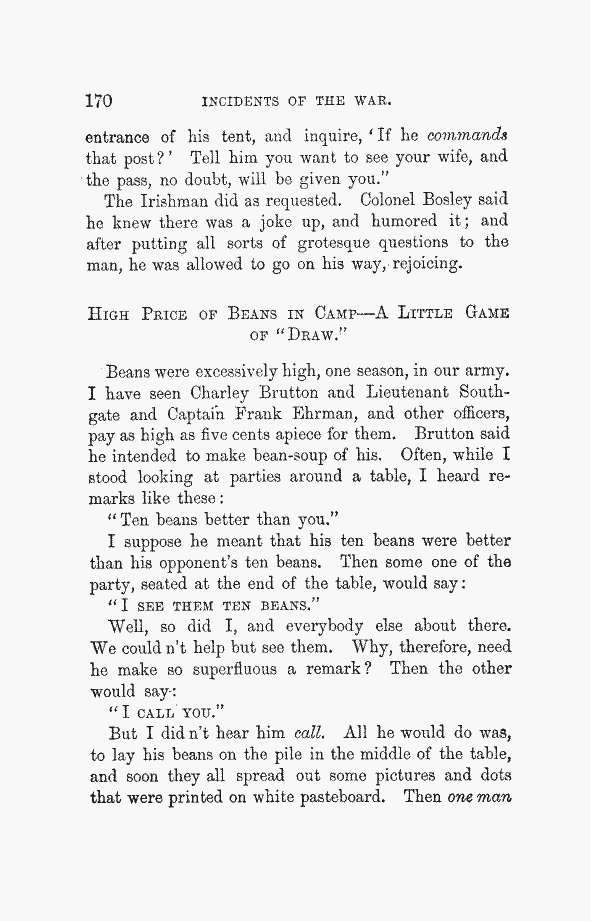 170 INCIDENTS OF THE WAR.
entrance of his tent, and inquire, ‘If he commands
that post?’ Tell him you want to see your wife, and
the pass, no doubt, will be given you.”
The Irishman did as requested. Colonel Bosley said
he knew there was a joke up, and humored it; and
after putting all sorts of grotesque questions to the
man, he was allowed to go on his way, rejoicing.
HIGH PRICE OF BEANS IN CAMP—A LITTLE GAME
OF “DRAW.”
Beans were excessively high, one season, in our army.
I have seen Charley Brutton and Lieutenant South-
gate and Captain Frank Ehrman, and other officers,
pay as high as five cents apiece for them. Brutton said
he intended to make bean-soup of his. Often, while I
stood looking at parties around a table, I heard re-
marks like these:
“Ten beans better than you.”
I suppose he meant that his ten beans were better
than his opponent’s ten beans. Then some one of the
party, seated at the end of the table, would say:
“I SEE THEM TEN BEANS.”
Well, so did I, and everybody else about there.
We could n’t help but see them. Why, therefore, need
he make so superfluous a remark? Then the other
would say:
“I CALL YOU.”
But I did n’t hear him call. All he would do was,
to lay his beans on the pile in the middle of the table,
and soon they all spread out some pictures and dots
that were printed on white pasteboard. Then one man